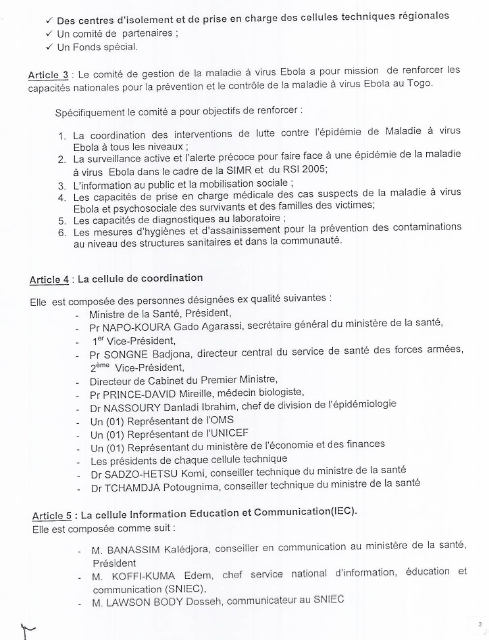 ✓ Des centres d'isolement et de prise en charge des cellules techniques régionales
✓ Un comité de partenaires ;
✓ Un Fonds spécial.
Article 3 : Le comité de gestion de la maladie à virus Ebola a pour mission de renforcer les
capacités nationales pour la prévention et le contrôle de la maladie à virus Ebola au Togo.
Spécifiquement le comité a pour objectifs de renforcer :
1. La coordination des interventions de lutte contre l'épidémie de Maladie à virus
Ebola à tous les niveaux ;
2. La surveillance active et l'alerte précoce pour faire face à une épidémie de la maladie
à virus Ebola dans le cadre de la SIMR et du RSI 2005;
3. L'information au public et la mobilisation sociale ;
4. Les capacités de prise en charge médicale des cas suspects de la maladie à virus
Ebola et psychosociale des survivants et des familles des victimes;
5. Les capacités de diagnostiques au laboratoire ;
6. Les mesures d'hygiènes et d'assainissement pour la prévention des contaminations
au niveau des structures sanitaires et dans la communauté.
Article 4 : La cellule de coordination
Elle est composée des personnes désignées ex qualité suivantes :
- Ministre de la Santé, Président,
- Pr NAPO-KOURA Gado Agarassi, secrétaire général du ministère de la santé,
- 1er Vice-Président,
- Pr SONGNE Badjona, directeur central du service de santé des forces armées,
2ème Vice-Président,
- Directeur de Cabinet du Premier Ministre,
- Pr PRINCE-DAVID Mireille, médecin biologiste,
- Dr NASSOURY Danladi Ibrahim, chef de division de l'épidémiologie
- Un (01) Représentant de l'OMS
- Un (01) Représentant de l'UNICEF
- Un (01) Représentant du ministère de l'économie et des finances
- Les présidents de chaque cellule technique
- Dr SADZO-HETSU Komi, conseiller technique du ministre de la santé
- Dr TCHAMDJA Potougnima, conseiller technique du ministre de la santé
Article 5 : La cellule Information Education et Communication(IEC).
Elle est composée comme suit :
- M. BANASSIM Kalédjora, conseiller en communication au ministère de la santé,
Président
- M. KOFFI-KUMA Edem, chef service national d'information, éducation et
communication (SNIEC),
- M. LAWSON BODY Dosseh, communicateur au SNIEC